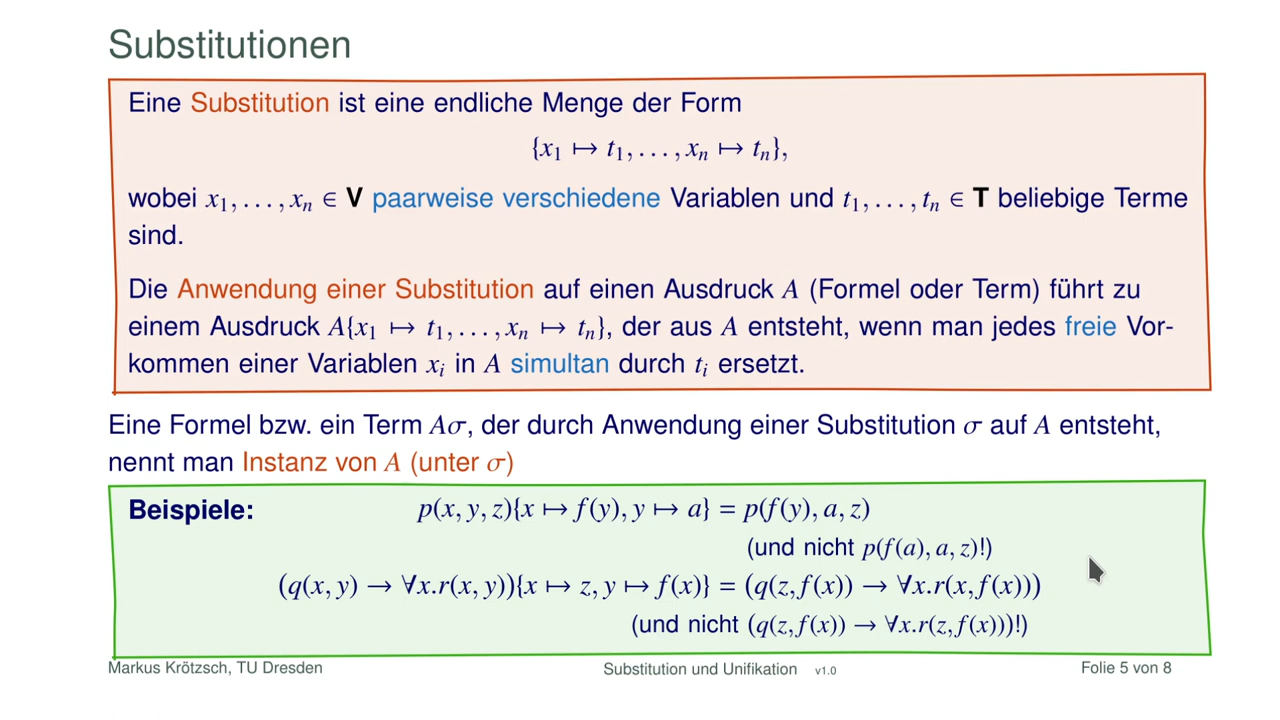 Substitutionen
Eine Substitution ist eine endliche Menge der Form
{x₁ ↦ t₁, . . . , xₙ ↦ tₙ},
wobei x₁, . . . , xₙ ∈ V paarweise verschiedene Variablen und t₁, . . . , tₙ ∈ T beliebige Terme
sind.
Die Anwendung einer Substitution auf einen Ausdruck A (Formel oder Term) führt zu
einem Ausdruck A{x₁ ↦ t₁, . . . , xₙ ↦ tₙ}, der aus A entsteht, wenn man jedes freie Vor-
kommen einer Variablen xᵢ in A simultan durch tᵢ ersetzt.
Eine Formel bzw. ein Term Aσ, der durch Anwendung einer Substitution σ auf A entsteht,
nennt man Instanz von A (unter σ)
Beispiele: p(x, y, z){x ↦ f(y), y ↦ a} = p(f(y), a, z)
(und nicht p(f(a), a, z)!)
(q(x, y) → ∀x.r(x, y)){x ↦ z, y ↦ f(x)} = (q(z, f(x)) → ∀x.r(x, f(x)))
(und nicht (q(z, f(x)) → ∀x.r(z, f(x)))!)
Markus Krötzsch, TU Dresden Substitution und Unifikation v1.0 Folie 5 von 8